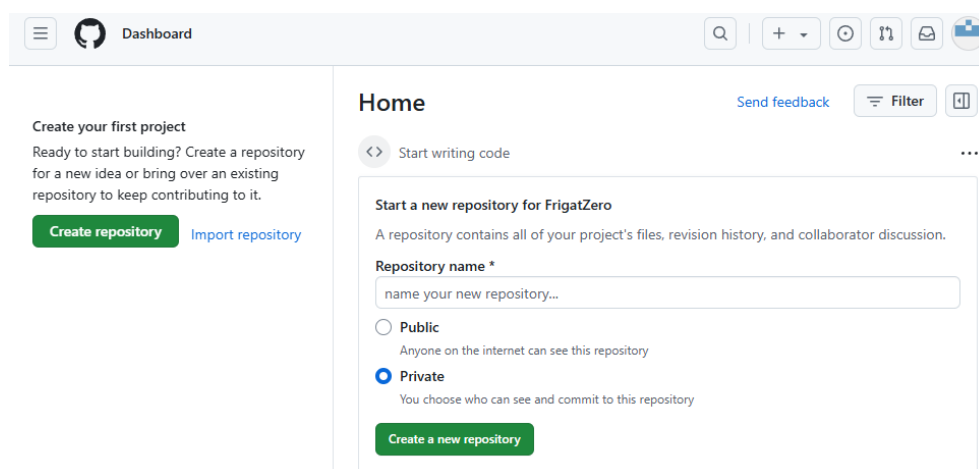 Dashboard
Create your first project
Ready to start building? Create a repository
for a new idea or bring over an existing
repository to keep contributing to it.
Create repository
Import repository
Home
Send feedback
Filter
Start writing code
Start a new repository for FrigatZero
A repository contains all of your project's files, revision history, and collaborator discussion.
Repository name *
name your new repository...
Public
Anyone on the internet can see this repository
Private
You choose who can see and commit to this repository
Create a new repository